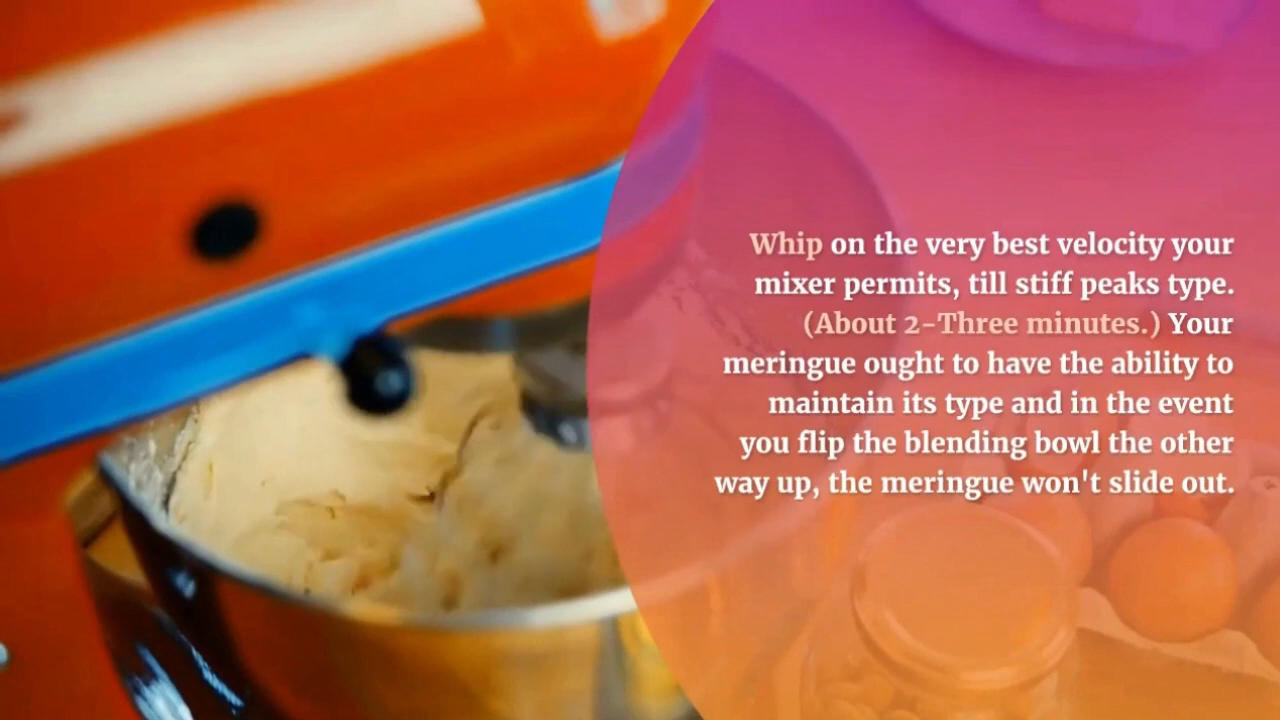 Whip on the very best velocity your
mixer permits, till stiff peaks type.
(About 2-Three minutes.) Your
meringue ought to have the ability to
maintain its type and in the event
you flip the blending bowl the other
way up, the meringue won't slide out.